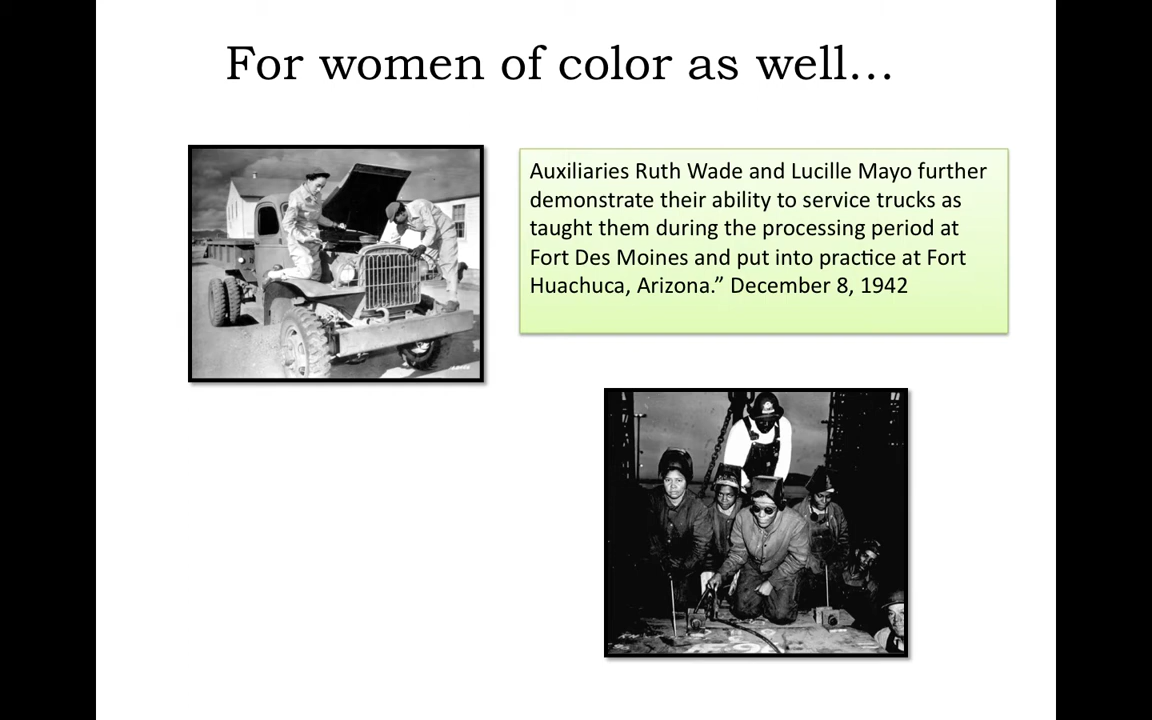 For women of color as well...
Auxiliaries Ruth Wade and Lucille Mayo further
demonstrate their ability to service trucks as
taught them during the processing period at
Fort Des Moines and put into practice at Fort
Huachuca, Arizona.” December 8, 1942